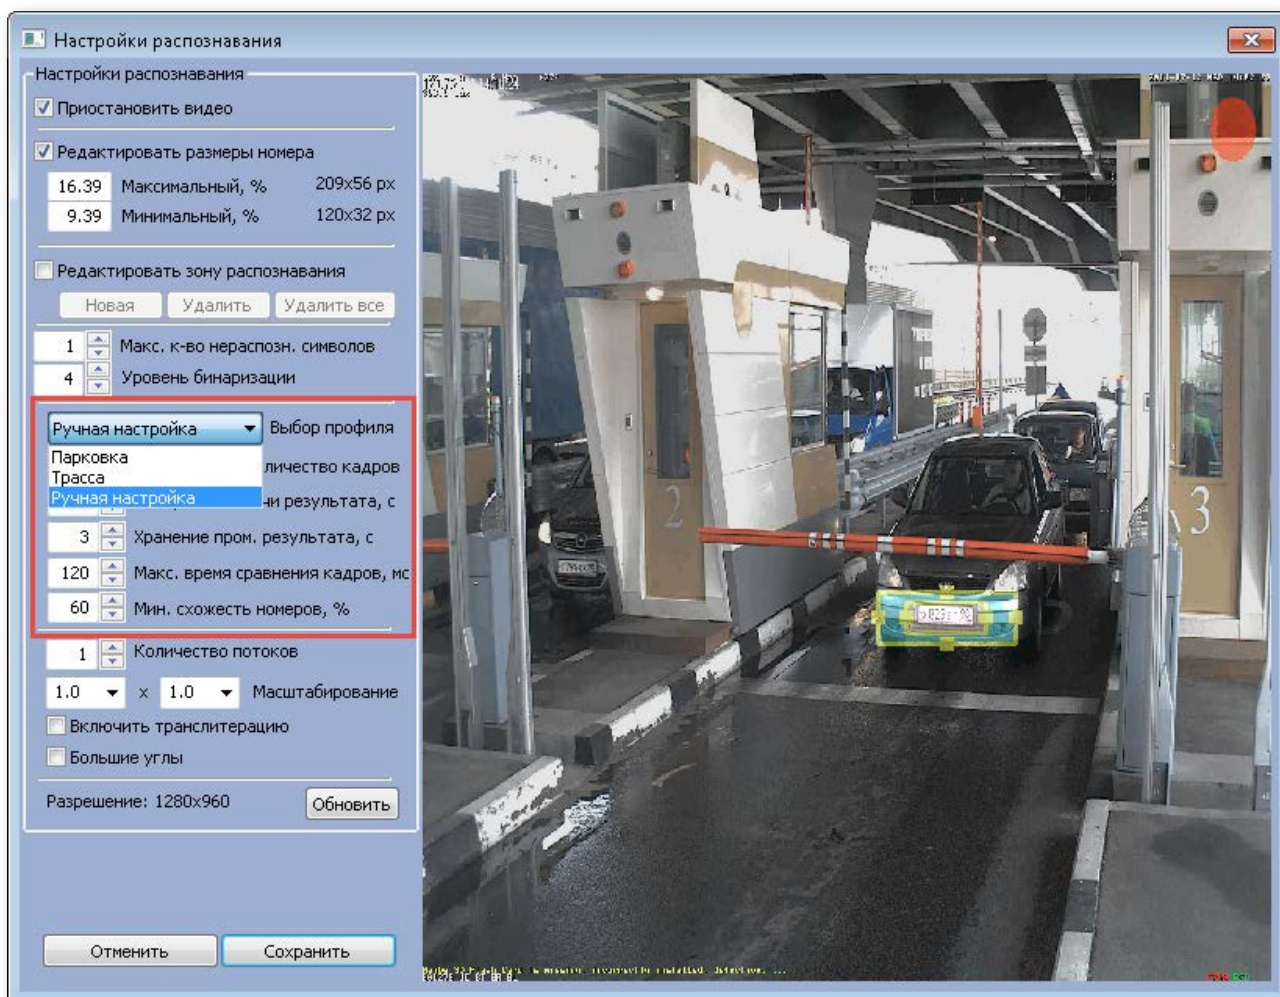 Настройки распознавания
Настройки распознавания
Приостановить видео
Редактировать размеры номера
16.39 Максимальный, % 209x56 px
9.39 Минимальный, % 120x32 px
Редактировать зону распознавания
Новая Удалить Удалить все
1 Макс. к-во нераспозн. символов
4 Уровень бинаризации
Ручная настройка Выбор профиля
Парковка
личество кадров
Трасса
Ручная настройка
чи результата, с
3 Хранение пром. результата, с
120 Макс. время сравнения кадров, мс
60 Мин. схожесть номеров, %
1 Количество потоков
1.0 x 1.0 Масштабирование
Включить транслитерацию
Большие углы
Разрешение: 1280x960 Обновить
Отменить Сохранить
2
3